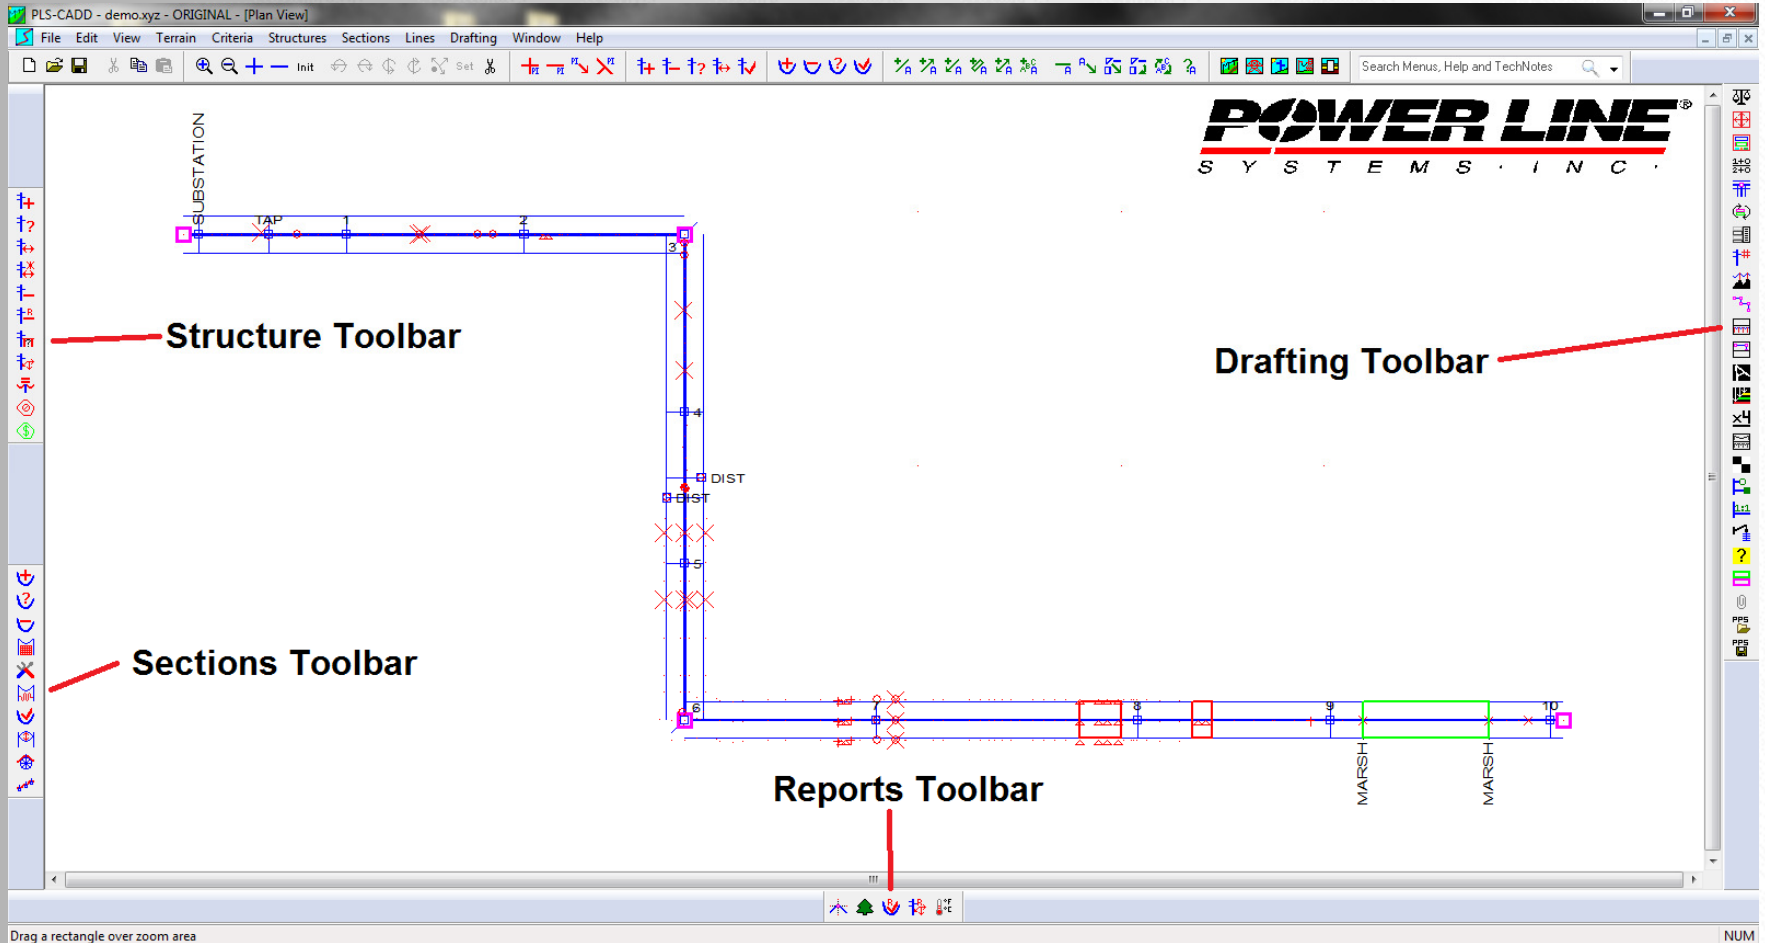 PLS-CADD - demo.xyz - ORIGINAL - [Plan View]
File Edit View Terrain Criteria Structures Sections Lines Drafting Window Help
Init Set Search Menus, Help and TechNotes
POWER LINE®
SYSTEMS · INC.
SUBSTATION
0 TAP 1 2
3
Structure Toolbar
Drafting Toolbar
4
DIST
DIST
5
Sections Toolbar
6 7 8 9 10
MARSH MARSH
Reports Toolbar
Drag a rectangle over zoom area NUM